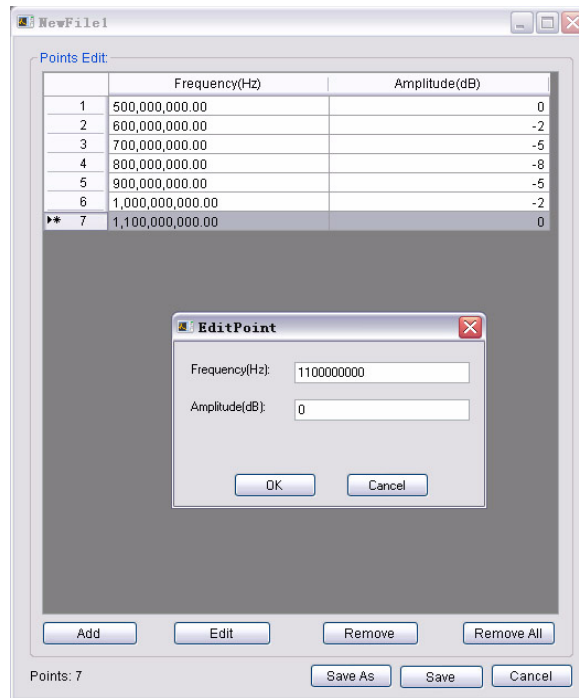 NewFile1
Points Edit:
Frequency(Hz) Amplitude(dB)
1 500,000,000.00 0
2 600,000,000.00 -2
3 700,000,000.00 -5
4 800,000,000.00 -8
5 900,000,000.00 -5
6 1,000,000,000.00 -2
7 1,100,000,000.00 0
EditPoint
Frequency(Hz): 1100000000
Amplitude(dB): 0
OK Cancel
Add Edit Remove Remove All
Points: 7 Save As Save Cancel